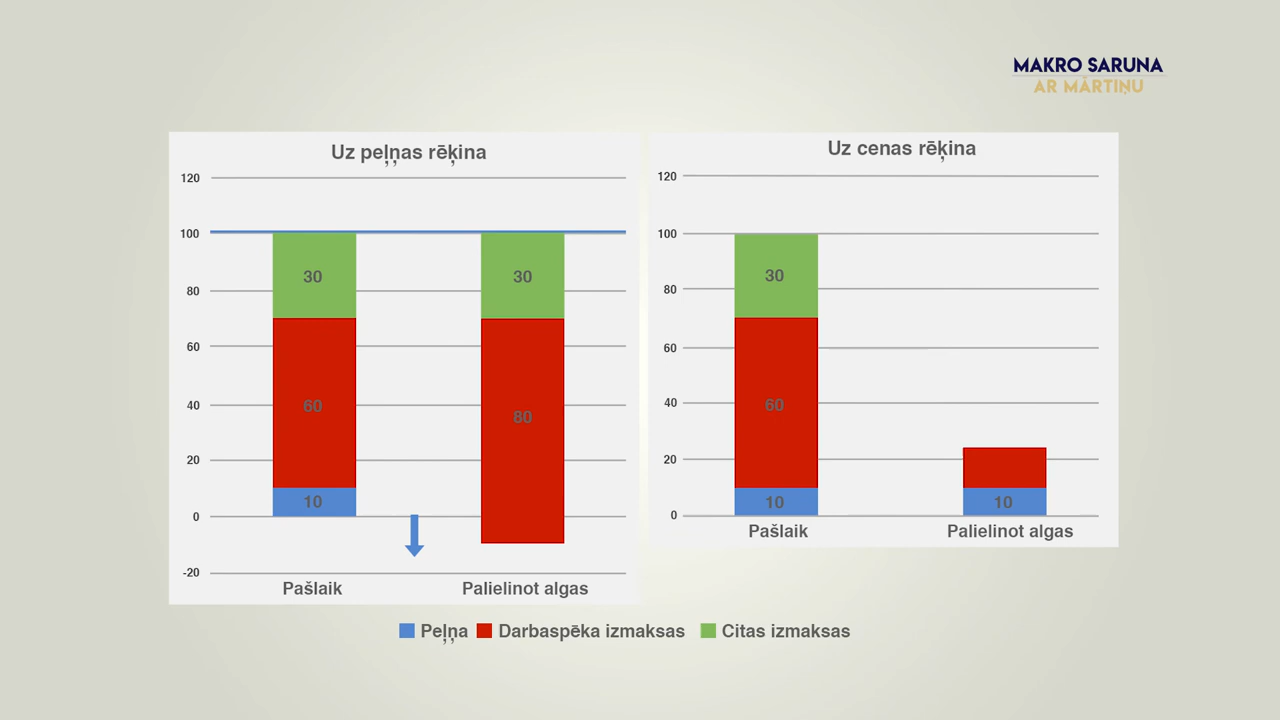 MAKRO SARUNA
AR MĀRTIŅU
Uz peļņas rēķina
120
100
80
60
40
20
0
-20
30
60
10
30
80
Pašlaik
Palielinot algas
Uz cenas rēķina
120
100
80
60
40
20
0
30
60
10
10
Pašlaik
Palielinot algas
Peļņa Darbaspēka izmaksas Citas izmaksas